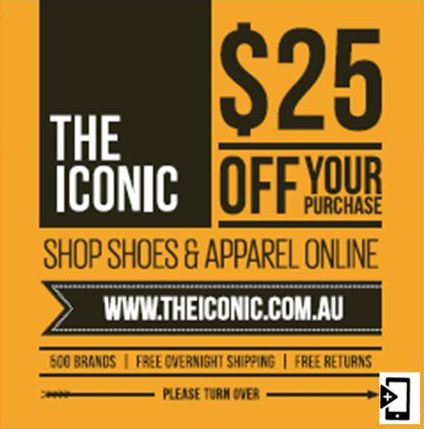 THE
ICONIC
$25
OFF YOUR
PURCHASE
SHOP SHOES & APPAREL ONLINE
WWW.THEICONIC.COM.AU
500 BRANDS | FREE OVERNIGHT SHIPPING | FREE RETURNS
PLEASE TURN OVER